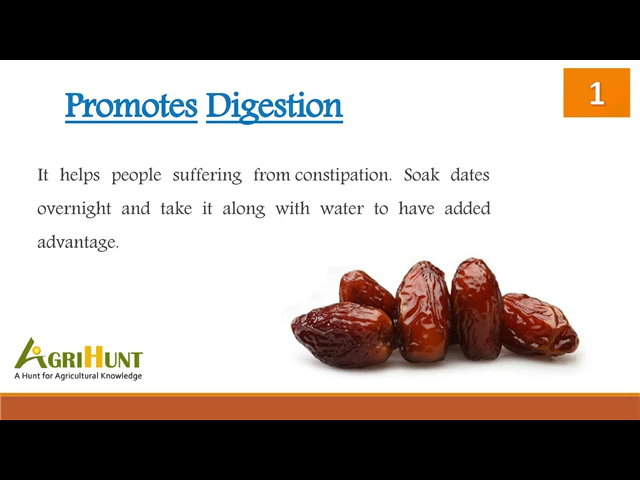 Promotes Digestion
1
It helps people suffering from constipation. Soak dates
overnight and take it along with water to have added
advantage.
AGRIHUNT
A Hunt for Agricultural Knowledge